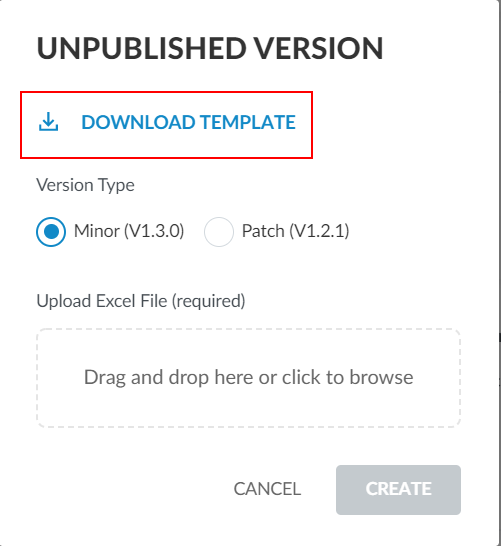 UNPUBLISHED VERSION
DOWNLOAD TEMPLATE
Version Type
Minor (V1.3.0) Patch (V1.2.1)
Upload Excel File (required)
Drag and drop here or click to browse
CANCEL CREATE